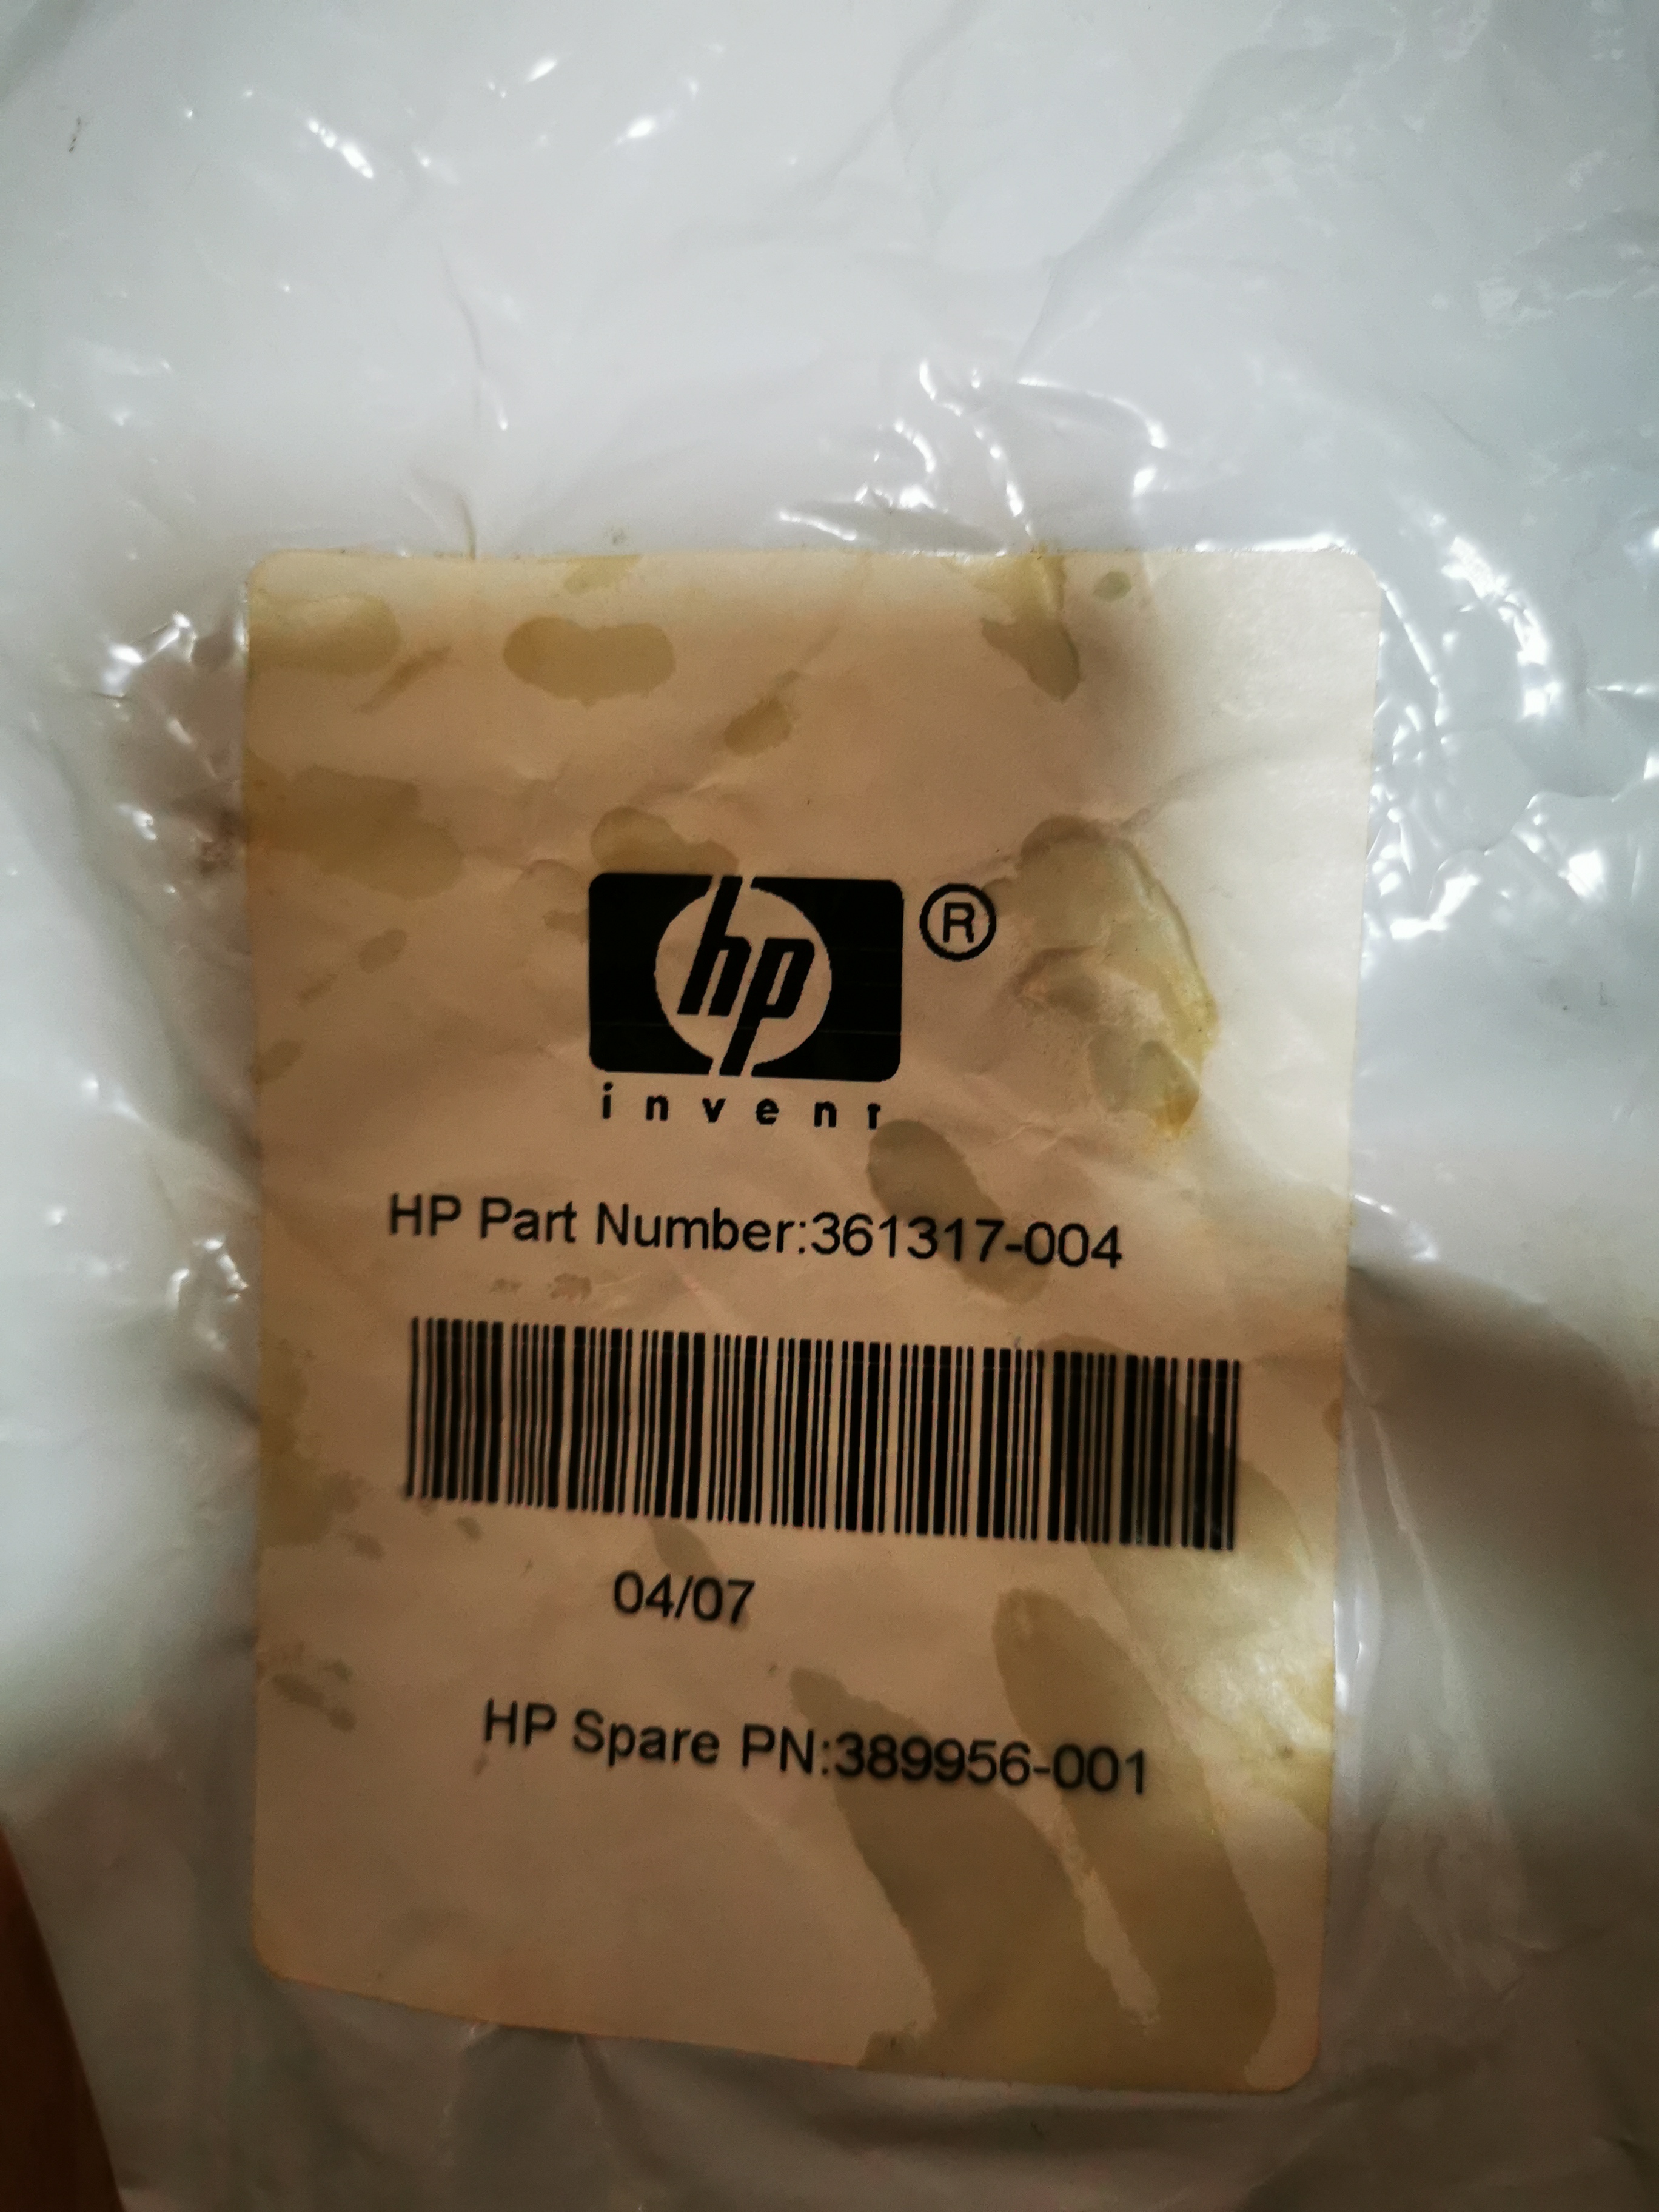 hp®
invent
HP Part Number:361317-004
04/07
HP Spare PN:389956-001